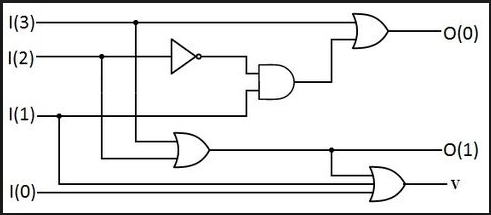 I(3)
O(0)
I(2)
I(1)
O(1)
v
I(0)